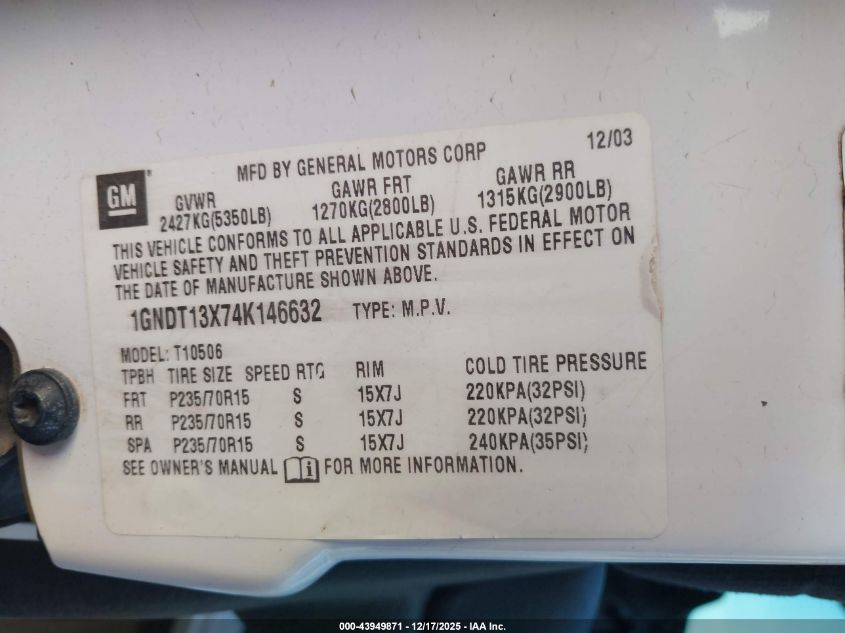 12/03
MFD BY GENERAL MOTORS CORP
GM
GVWR GAWR FRT GAWR RR
2427KG(5350LB) 1270KG(2800LB) 1315KG(2900LB)
THIS VEHICLE CONFORMS TO ALL APPLICABLE U.S. FEDERAL MOTOR
VEHICLE SAFETY AND THEFT PREVENTION STANDARDS IN EFFECT ON
THE DATE OF MANUFACTURE SHOWN ABOVE.
1GNDT13X74K146632 TYPE: M.P.V.
MODEL: T10506
TPBH TIRE SIZE SPEED RTG RIM COLD TIRE PRESSURE
FRT P235/70R15 S 15X7J 220KPA(32PSI)
RR P235/70R15 S 15X7J 220KPA(32PSI)
SPA P235/70R15 S 15X7J 240KPA(35PSI)
SEE OWNER'S MANUAL i FOR MORE INFORMATION.
000-43949871 - 12/17/2025 - IAA Inc.